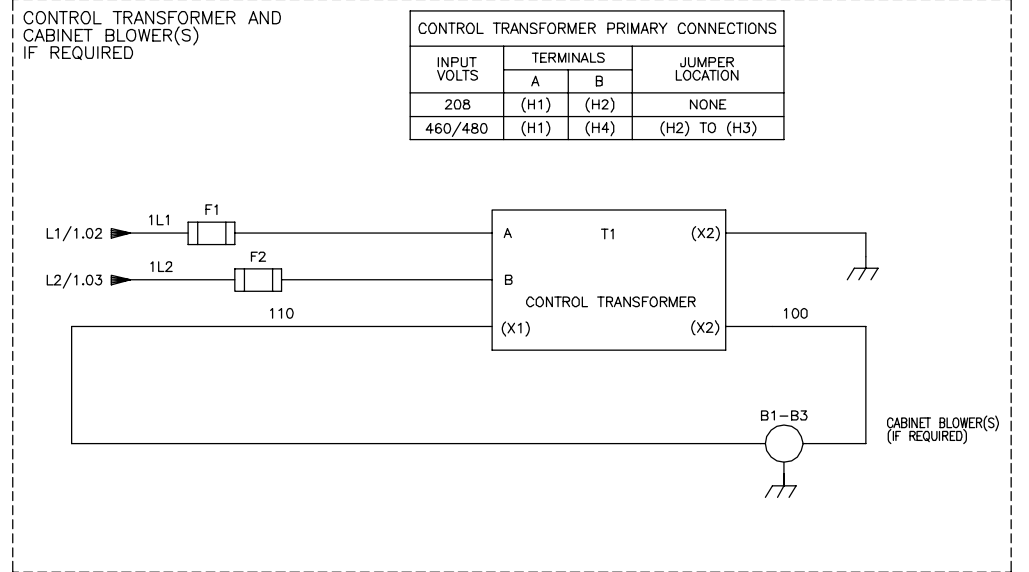 CONTROL TRANSFORMER AND
CABINET BLOWER(S)
IF REQUIRED
CONTROL TRANSFORMER PRIMARY CONNECTIONS
INPUT
VOLTS
TERMINALS
A B
JUMPER
LOCATION
208 (H1) (H2) NONE
460/480 (H1) (H4) (H2) TO (H3)
L1/1.02 1L1 F1
A T1 (X2)
L2/1.03 1L2 F2
B
CONTROL TRANSFORMER
110
(X1) (X2)
100
B1-B3
CABINET BLOWER(S)
(IF REQUIRED)